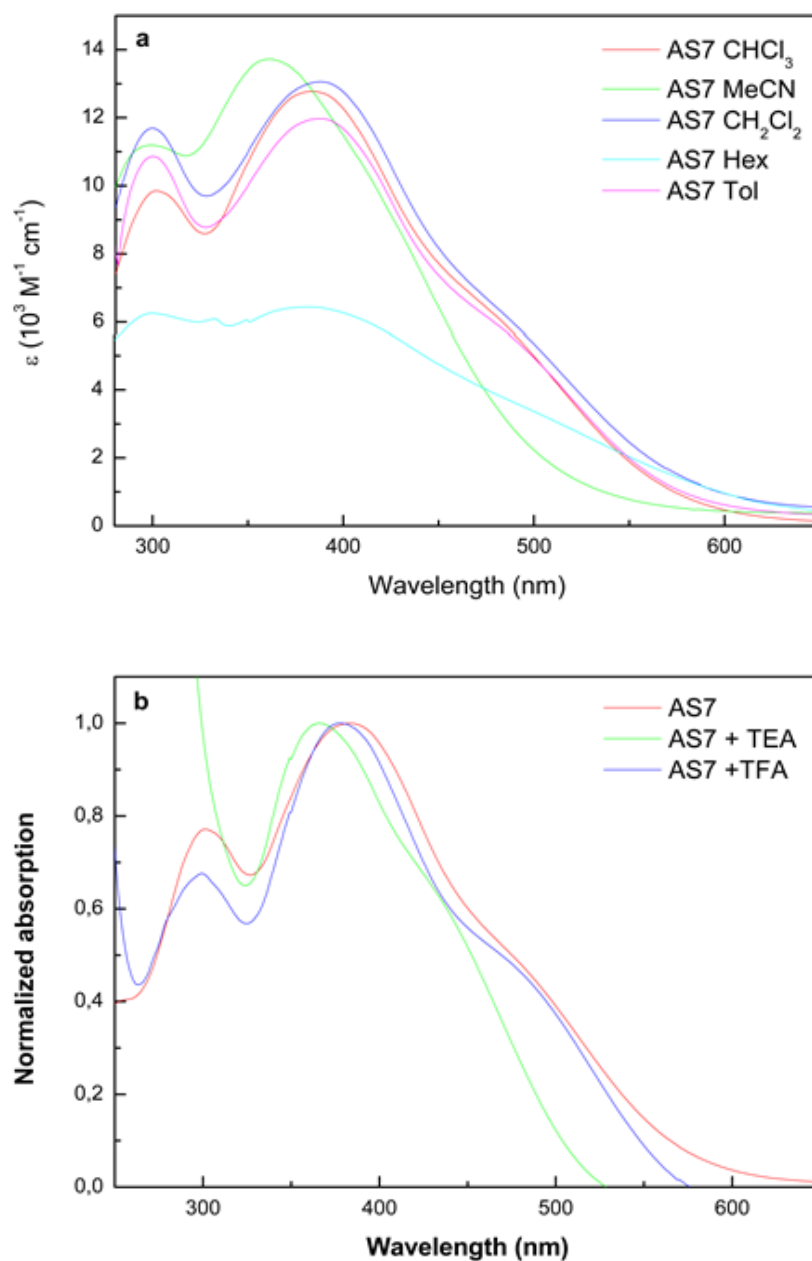 a
AS7 CHCl₃
AS7 MeCN
AS7 CH₂Cl₂
AS7 Hex
AS7 Tol
14
12
10
8
6
4
2
0
ε (10³ M⁻¹ cm⁻¹)
300 400 500 600
Wavelength (nm)
b
AS7
AS7 + TEA
AS7 +TFA
1,0
0,8
0,6
0,4
0,2
0,0
Normalized absorption
300 400 500 600
Wavelength (nm)